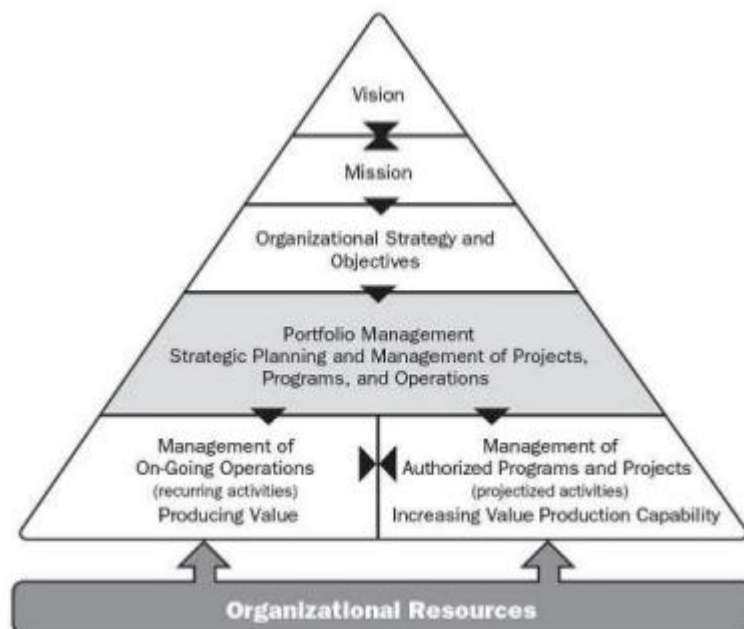 Vision
Mission
Organizational Strategy and
Objectives
Portfolio Management
Strategic Planning and Management of Projects,
Programs, and Operations
Management of
On-Going Operations
(recurring activities)
Producing Value
Management of
Authorized Programs and Projects
(projectized activities)
Increasing Value Production Capability
Organizational Resources